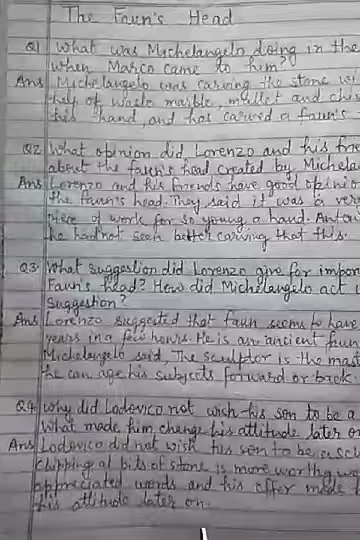 The Faun's Head
Q1 What was Michelangelo doing in the
when Marco came to him?
Ans Michelangelo was carving the stone wi
help of waste marble, mullet and chis
his hand, and has carved a faun's
Q2 What opinion did Lorenzo and his frie
about the faun's head created by Michela
Ans Lorenzo and his friends have good opinio
the faun's head. They said it was a very
piece of work for so young a hand. Anton
he had not seen better carving that this.
Q3 What suggestion did Lorenzo give for impor
Faun's head? How did Michelangelo act u
suggestion?
Ans Lorenzo suggested that faun seems to have
years in a few hours. He is an ancient faun
Michelangelo said, The sculptor is the mast
he can age his subjects forward or back.
Q4 Why did Lodovico not wish his son to be a
What made him change his attitude later on
Ans Lodovico did not wish his son to be a scul
chipping at bits of stone is more worthy
appreciated words and his offer made
his attitude later on.